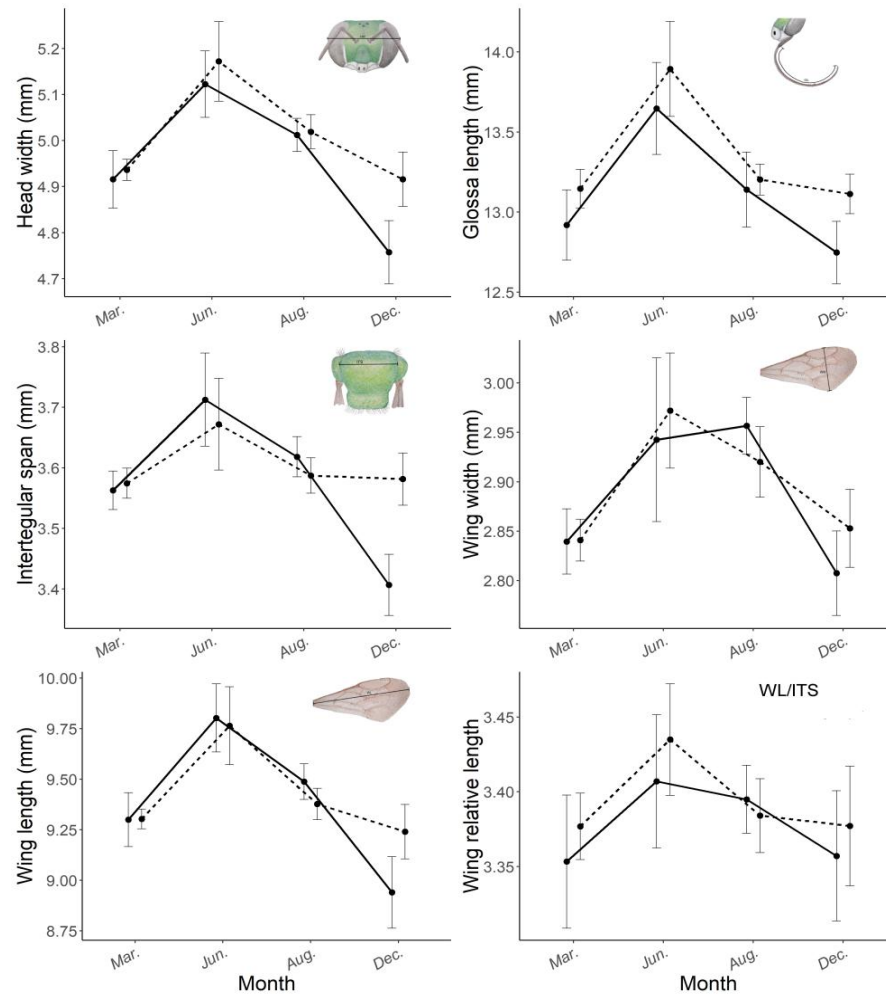 Head width (mm)
5.2
5.1
5.0
4.9
4.8
4.7
Mar.
Jun.
Aug.
Dec.
Glossa length (mm)
14.0
13.5
13.0
12.5
Mar.
Jun.
Aug.
Dec.
Intertegular span (mm)
3.8
3.7
3.6
3.5
3.4
ITS
Mar.
Jun.
Aug.
Dec.
Wing width (mm)
3.00
2.95
2.90
2.85
2.80
Mar.
Jun.
Aug.
Dec.
Wing length (mm)
10.00
9.75
9.50
9.25
9.00
8.75
Mar.
Jun.
Aug.
Dec.
Month
Wing relative length
WL/ITS
3.45
3.40
3.35
Mar.
Jun.
Aug.
Dec.
Month